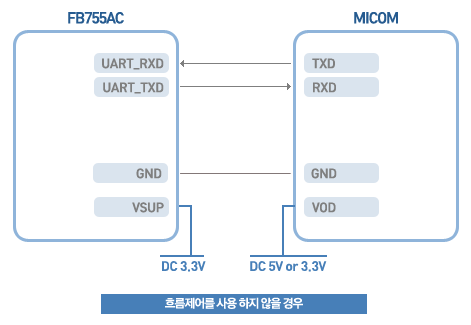 FB755AC MICOM
UART_RXD TXD
UART_TXD RXD
GND GND
VSUP VOD
DC 3.3V DC 5V or 3.3V
흐름제어를 사용 하지 않을 경우